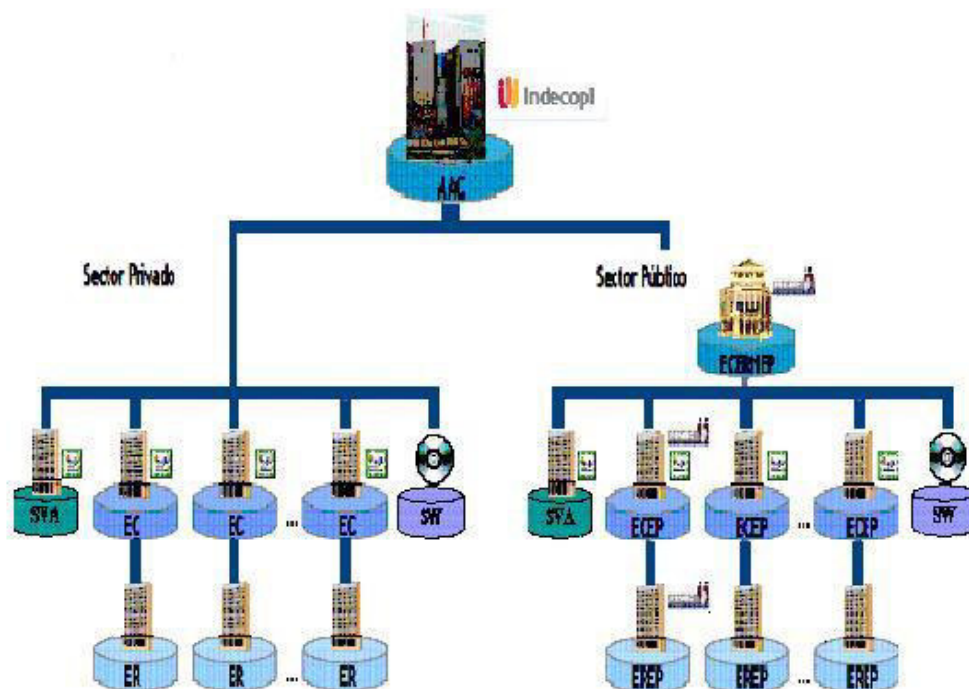 Indecopi
AAC
Sector Privado
Sector Público
ECERNEP
SVA
EC
EC
...
EC
SW
SVA
ECEP
ECEP
...
ECEP
SW
ER
ER
...
ER
EREP
EREP
...
EREP